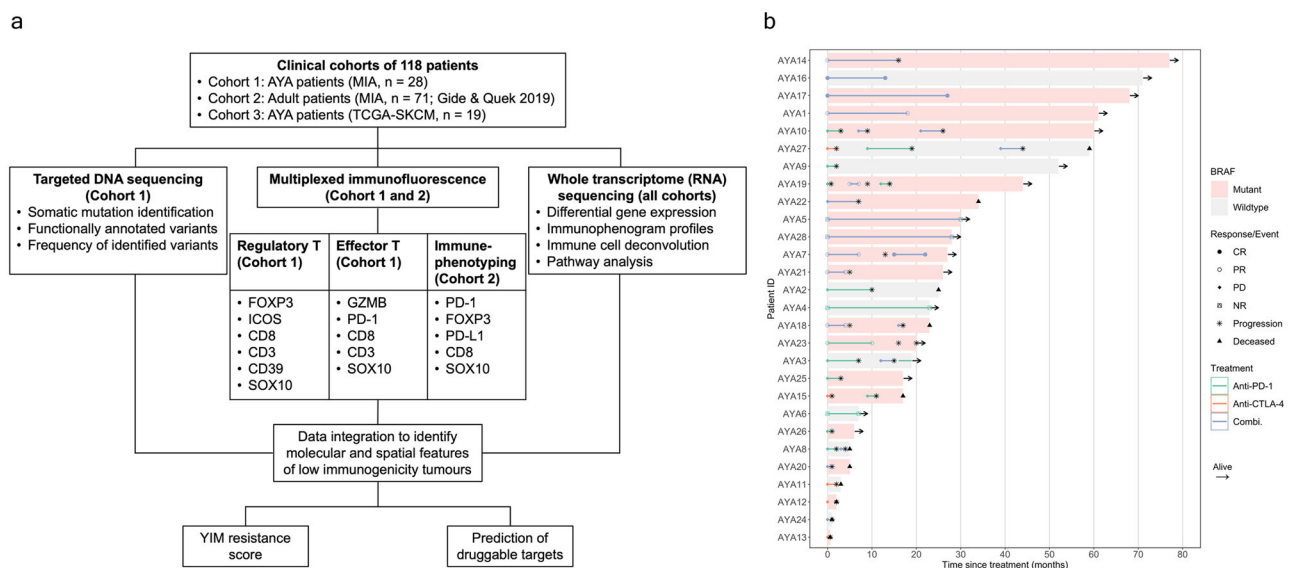 a
Clinical cohorts of 118 patients
• Cohort 1: AYA patients (MIA, n = 28)
• Cohort 2: Adult patients (MIA, n = 71; Gide & Quek 2019)
• Cohort 3: AYA patients (TCGA-SKCM, n = 19)
Targeted DNA sequencing
(Cohort 1)
• Somatic mutation identification
• Functionally annotated variants
• Frequency of identified variants
Multiplexed immunofluorescence
(Cohort 1 and 2)
Regulatory T
(Cohort 1)
• FOXP3
• ICOS
• CD8
• CD3
• CD39
• SOX10
Effector T
(Cohort 1)
• GZMB
• PD-1
• CD8
• CD3
• SOX10
Immune-
phenotyping
(Cohort 2)
• PD-1
• FOXP3
• PD-L1
• CD8
• SOX10
Whole transcriptome (RNA)
sequencing (all cohorts)
• Differential gene expression
• Immunophenogram profiles
• Immune cell deconvolution
• Pathway analysis
Data integration to identify
molecular and spatial features
of low immunogenicity tumours
YIM resistance
score
Prediction of
druggable targets
b
Patient ID
AYA14
AYA16
AYA17
AYA1
AYA10
AYA27
AYA9
AYA19
AYA22
AYA5
AYA28
AYA7
AYA21
AYA2
AYA4
AYA18
AYA23
AYA3
AYA25
AYA15
AYA6
AYA26
AYA8
AYA20
AYA11
AYA12
AYA24
AYA13
0 10 20 30 40 50 60 70 80
Time since treatment (months)
BRAF
Mutant
Wildtype
Response/Event
CR
PR
PD
NR
Progression
Deceased
Treatment
Anti-PD-1
Anti-CTLA-4
Combi.
Alive